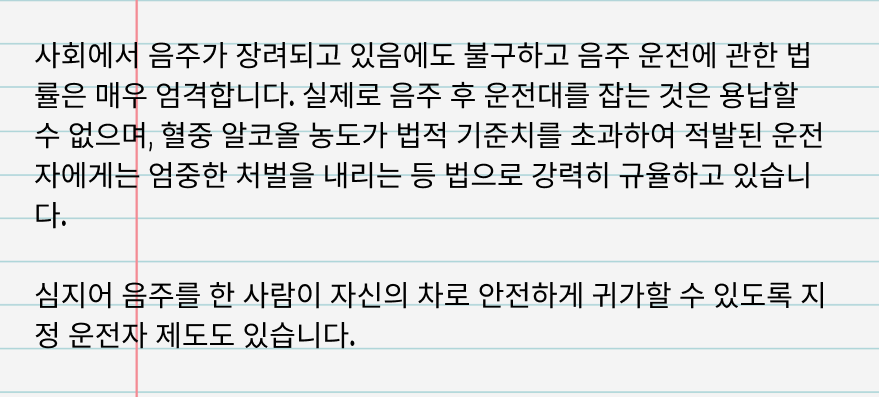 사회에서 음주가 장려되고 있음에도 불구하고 음주 운전에 관한 법
률은 매우 엄격합니다. 실제로 음주 후 운전대를 잡는 것은 용납할
수 없으며, 혈중 알코올 농도가 법적 기준치를 초과하여 적발된 운전
자에게는 엄중한 처벌을 내리는 등 법으로 강력히 규율하고 있습니
다.
심지어 음주를 한 사람이 자신의 차로 안전하게 귀가할 수 있도록 지
정 운전자 제도도 있습니다.